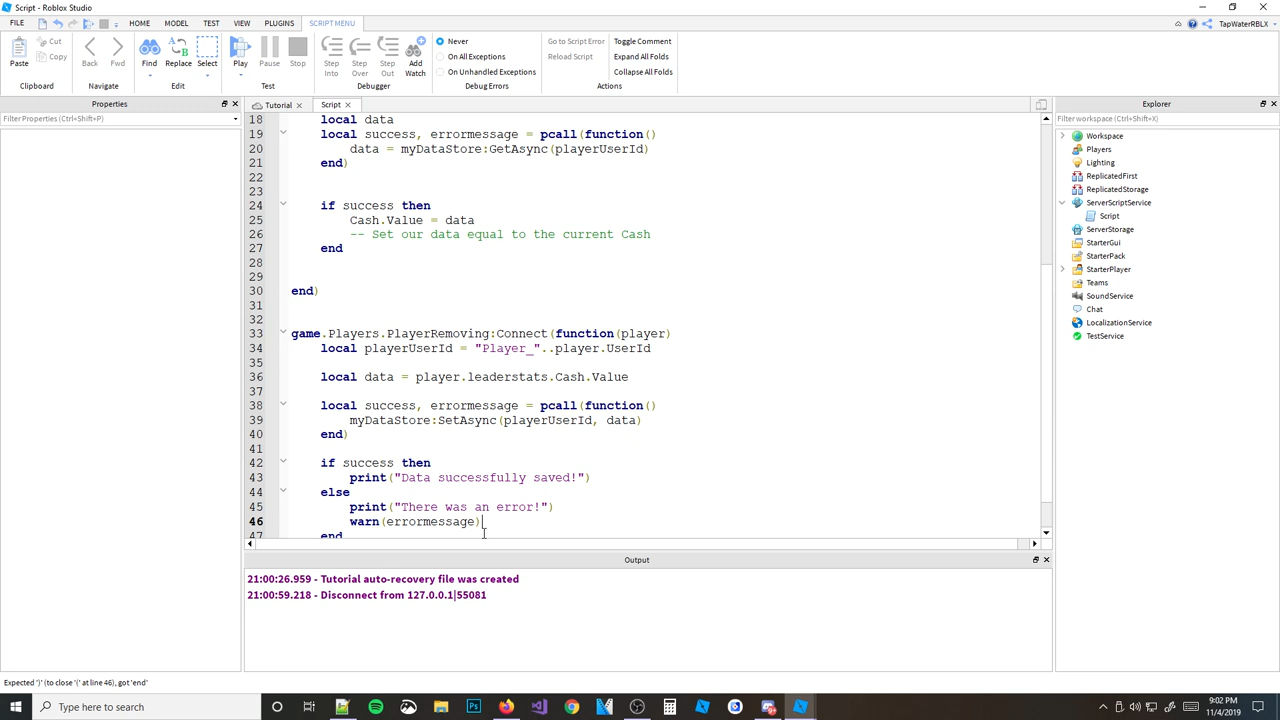 Script - Roblox Studio
FILE HOME MODEL TEST VIEW PLUGINS SCRIPT MENU TapWaterRBLX
Paste Cut Copy Back Fwd Find Replace Select Play Pause Stop Step Into Step Over Step Out Add Watch
Never
On All Exceptions
On Unhandled Exceptions
Go to Script Error
Reload Script
Toggle Comment
Expand All Folds
Collapse All Folds
Clipboard Navigate Edit Test Debugger Debug Errors Actions
Properties
Filter Properties (Ctrl+Shift+P)
Tutorial Script
18 local data
19 local success, errormessage = pcall(function()
20 data = myDataStore:GetAsync(playerUserId)
21 end)
22
23
24 if success then
25 Cash.Value = data
26 -- Set our data equal to the current Cash
27 end
28
29
30 end)
31
32
33 game.Players.PlayerRemoving:Connect(function(player)
34 local playerUserId = "Player_"..player.UserId
35
36 local data = player.leaderstats.Cash.Value
37
38 local success, errormessage = pcall(function()
39 myDataStore:SetAsync(playerUserId, data)
40 end)
41
42 if success then
43 print("Data successfully saved!")
44 else
45 print("There was an error!")
46 warn(errormessage)
47 end
Explorer
Filter workspace (Ctrl+Shift+X)
Workspace
Players
Lighting
ReplicatedFirst
ReplicatedStorage
ServerScriptService
Script
ServerStorage
StarterGui
StarterPack
StarterPlayer
Teams
SoundService
Chat
LocalizationService
TestService
Output
21:00:26.959 - Tutorial auto-recovery file was created
21:00:59.218 - Disconnect from 127.0.0.1|55081
Expected ')' (to close '(' at line 46), got 'end'
Type here to search
9:02 PM
11/4/2019